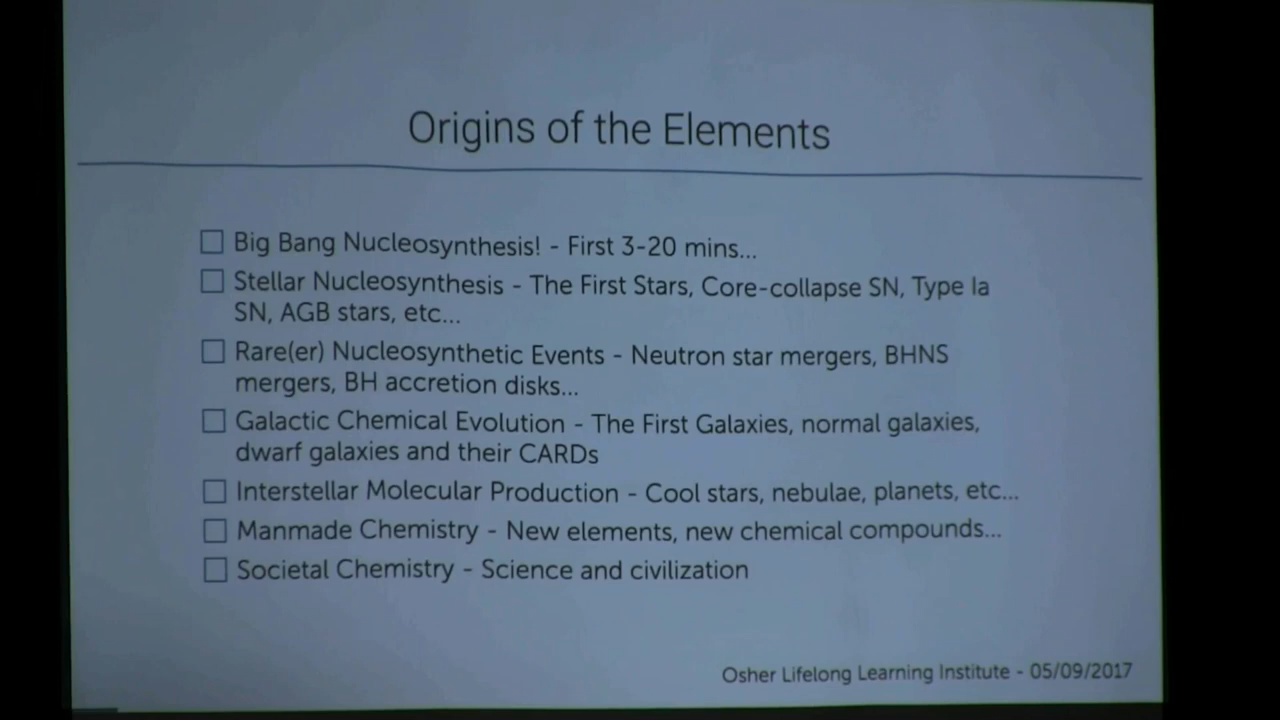 Origins of the Elements
Big Bang Nucleosynthesis! - First 3-20 mins...
Stellar Nucleosynthesis - The First Stars, Core-collapse SN, Type Ia
SN, AGB stars, etc...
Rare(er) Nucleosynthetic Events - Neutron star mergers, BHNS
mergers, BH accretion disks...
Galactic Chemical Evolution - The First Galaxies, normal galaxies,
dwarf galaxies and their CARDs
Interstellar Molecular Production - Cool stars, nebulae, planets, etc...
Manmade Chemistry - New elements, new chemical compounds...
Societal Chemistry - Science and civilization
Osher Lifelong Learning Institute - 05/09/2017